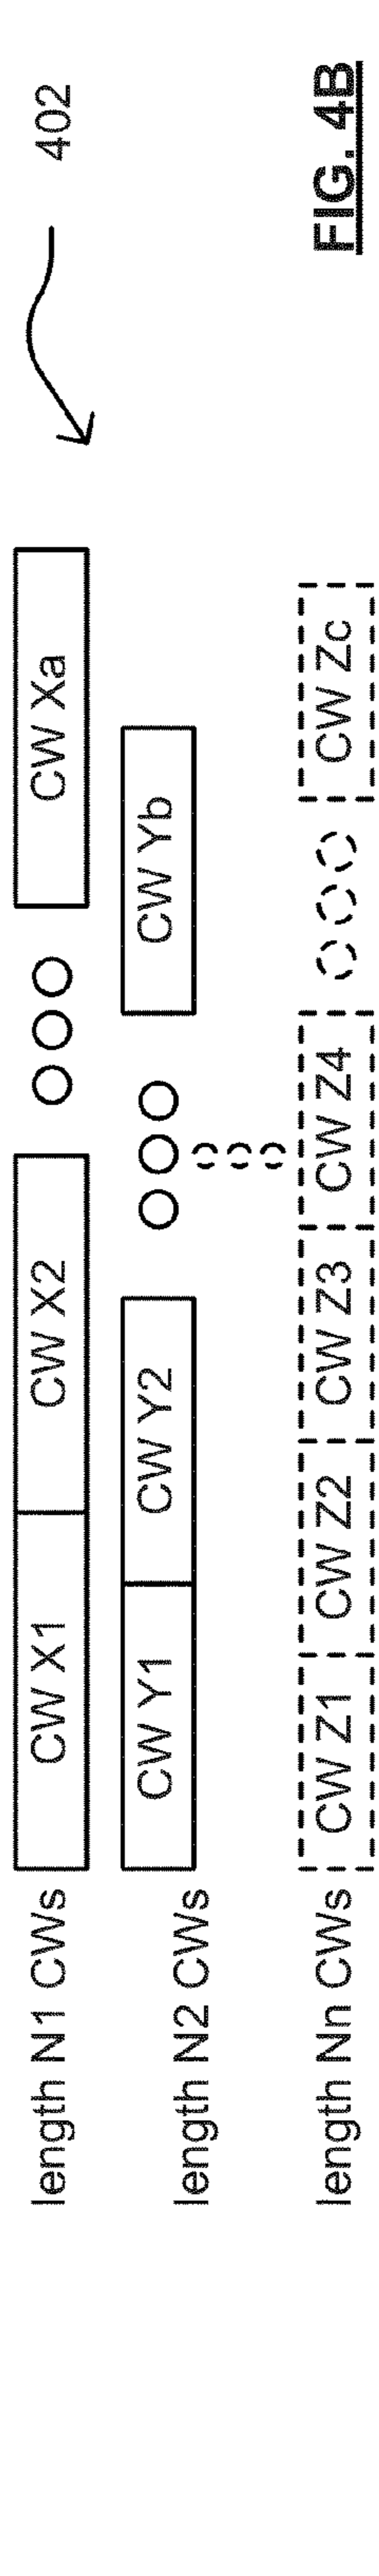 length N1 CWs CW X1 CW X2 CW Xa 402
length N2 CWs CW Y1 CW Y2 CW Yb
length Nn CWs CW Z1 CW Z2 CW Z3 CW Z4 CW Zc
FIG. 4B